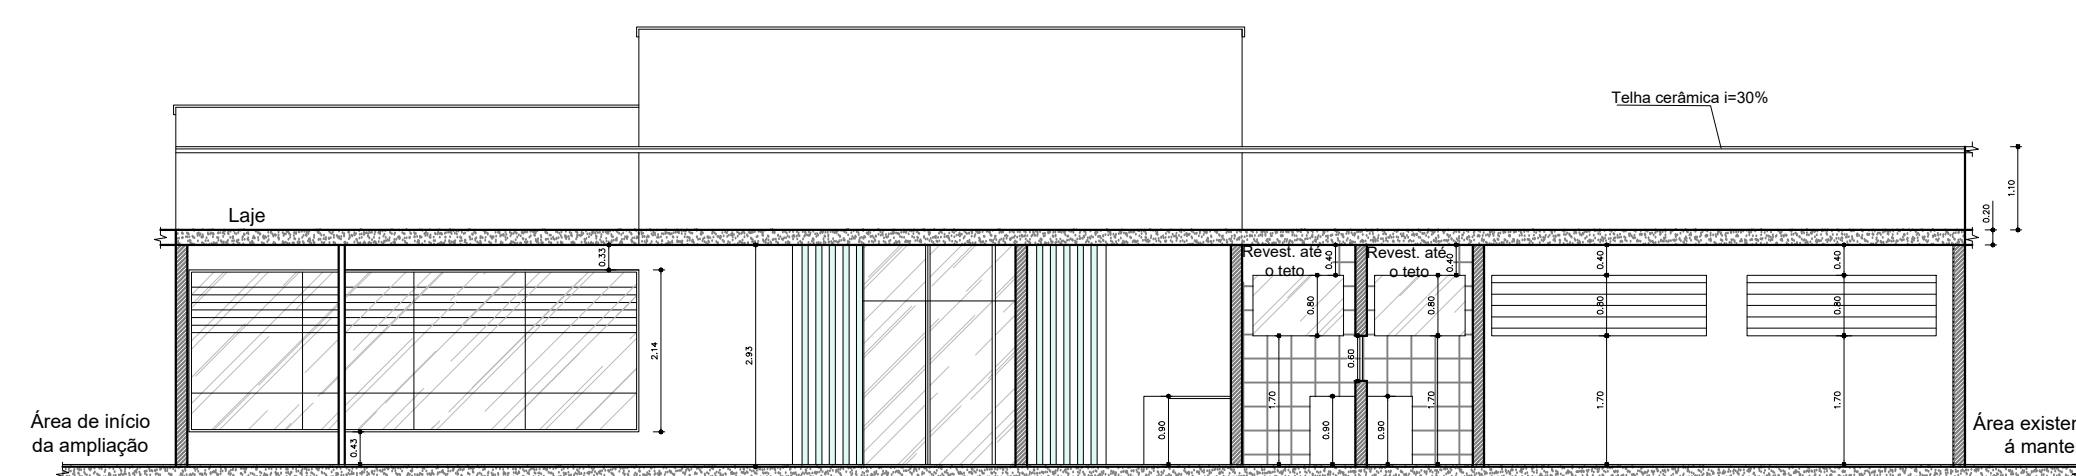 Telha cerâmica i=30%
1.10
0.20
Laje
0.33
Revest. até
o teto
0.40
Revest. até
o teto
0.40
0.40
0.40
0.80
0.80
0.80
0.80
2.14
2.93
0.60
1.70
1.70
1.70
1.70
0.90
0.90
0.90
0.43
Área de início
da ampliação
Área existen
á mante